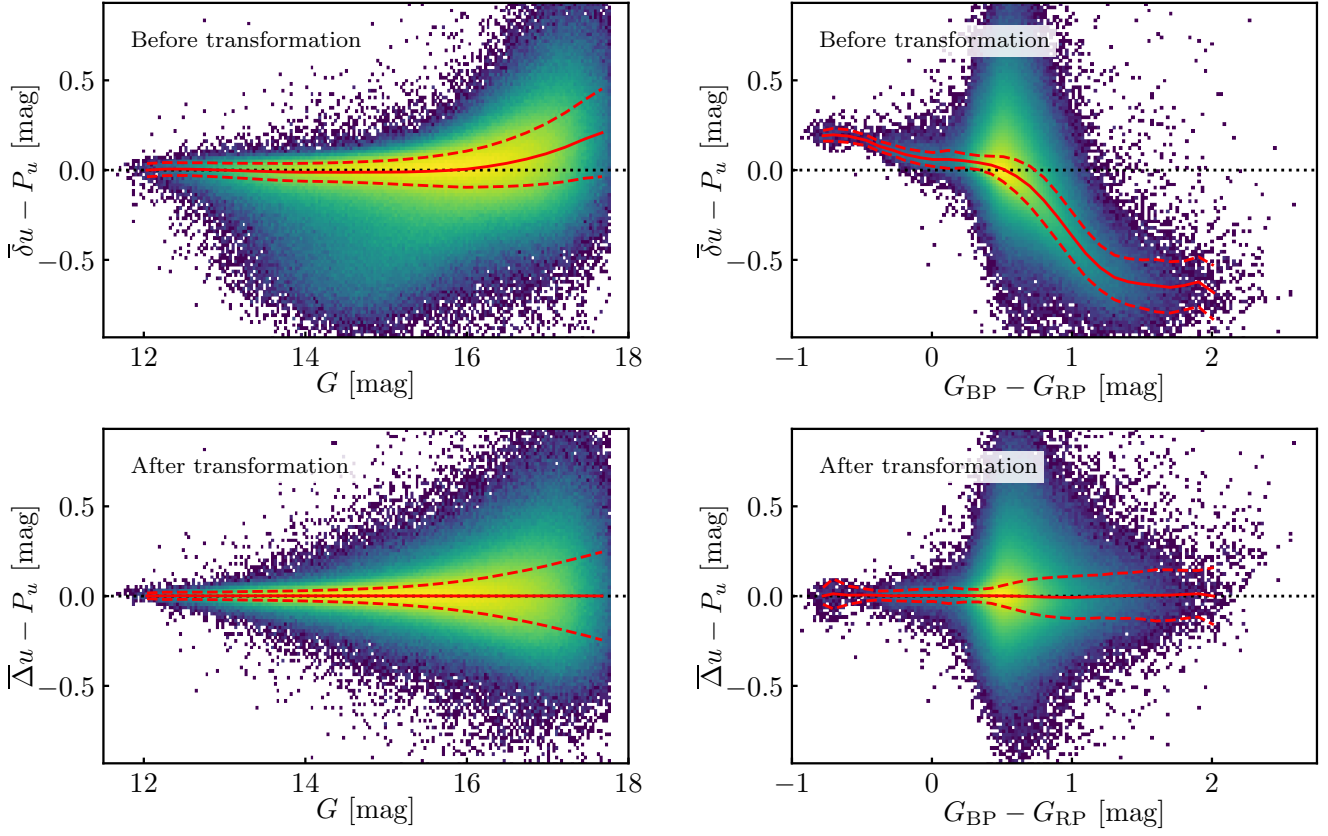 Before transformation
0.5
0.0
−0.5
δ̅u − P_u [mag]
12 14 16 18
G [mag]
Before transformation
0.5
0.0
−0.5
δ̅u − P_u [mag]
−1 0 1 2
G_BP − G_RP [mag]
After transformation
0.5
0.0
−0.5
Δ̅u − P_u [mag]
12 14 16 18
G [mag]
After transformation
0.5
0.0
−0.5
Δ̅u − P_u [mag]
−1 0 1 2
G_BP − G_RP [mag]